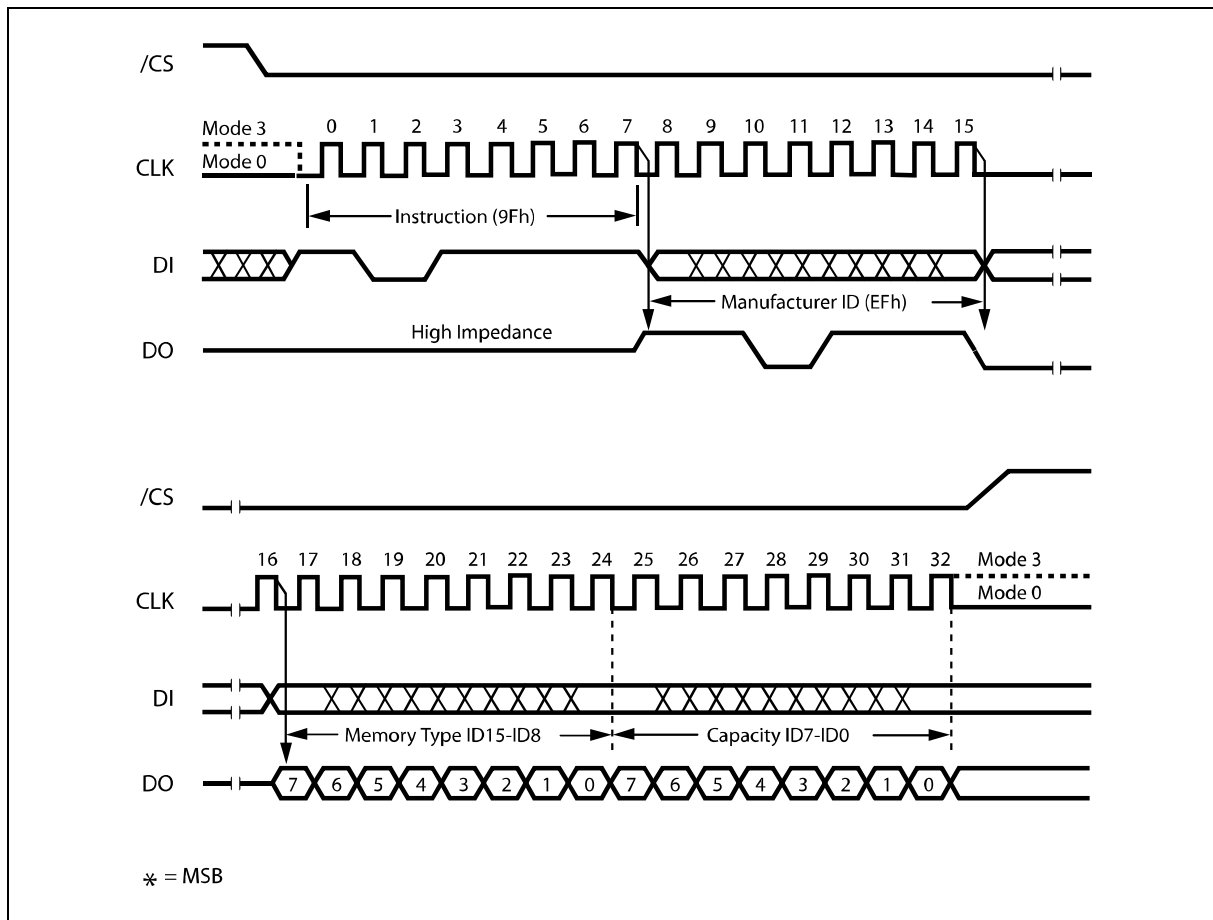 /CS
Mode 3
0 1 2 3 4 5 6 7 8 9 10 11 12 13 14 15
Mode 0
CLK
Instruction (9Fh)
DI
Manufacturer ID (EFh)
High Impedance
DO
/CS
16 17 18 19 20 21 22 23 24 25 26 27 28 29 30 31 32
Mode 3
CLK
Mode 0
DI
Memory Type ID15-ID8
Capacity ID7-ID0
DO
7 6 5 4 3 2 1 0 7 6 5 4 3 2 1 0
* = MSB